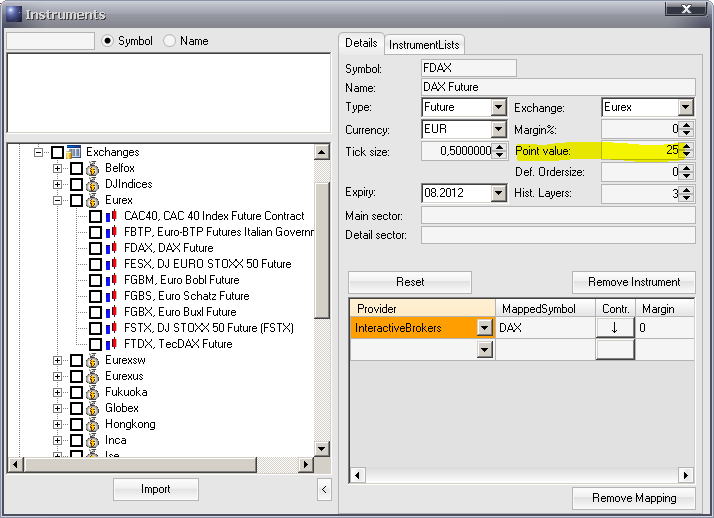 Instruments
X
Symbol
Name
Exchanges
Belfox
DJIndices
Eurex
CAC40, CAC 40 Index Future Contract
FBTP, Euro-BTP Futures Italian Governm
FDAX, DAX Future
FESX, DJ EURO STOXX 50 Future
FGBM, Euro Bobl Future
FGBS, Euro Schatz Future
FGBX, Euro Buxl Future
FSTX, DJ STOXX 50 Future (FSTX)
FTDX, TecDAX Future
Eurexsw
Eurexus
Fukuoka
Globex
Hongkong
Inca
Ise
Import
<
Details
InstrumentLists
Symbol:
FDAX
Name:
DAX Future
Type:
Future
Exchange:
Eurex
Currency:
EUR
Margin%:
0
Tick size:
0,5000000
Point value:
25
Def. Ordersize:
0
Expiry:
08.2012
Hist. Layers:
3
Main sector:
Detail sector:
Reset
Remove Instrument
Provider
MappedSymbol
Contr.
Margin
InteractiveBrokers
DAX
↓
0
Remove Mapping